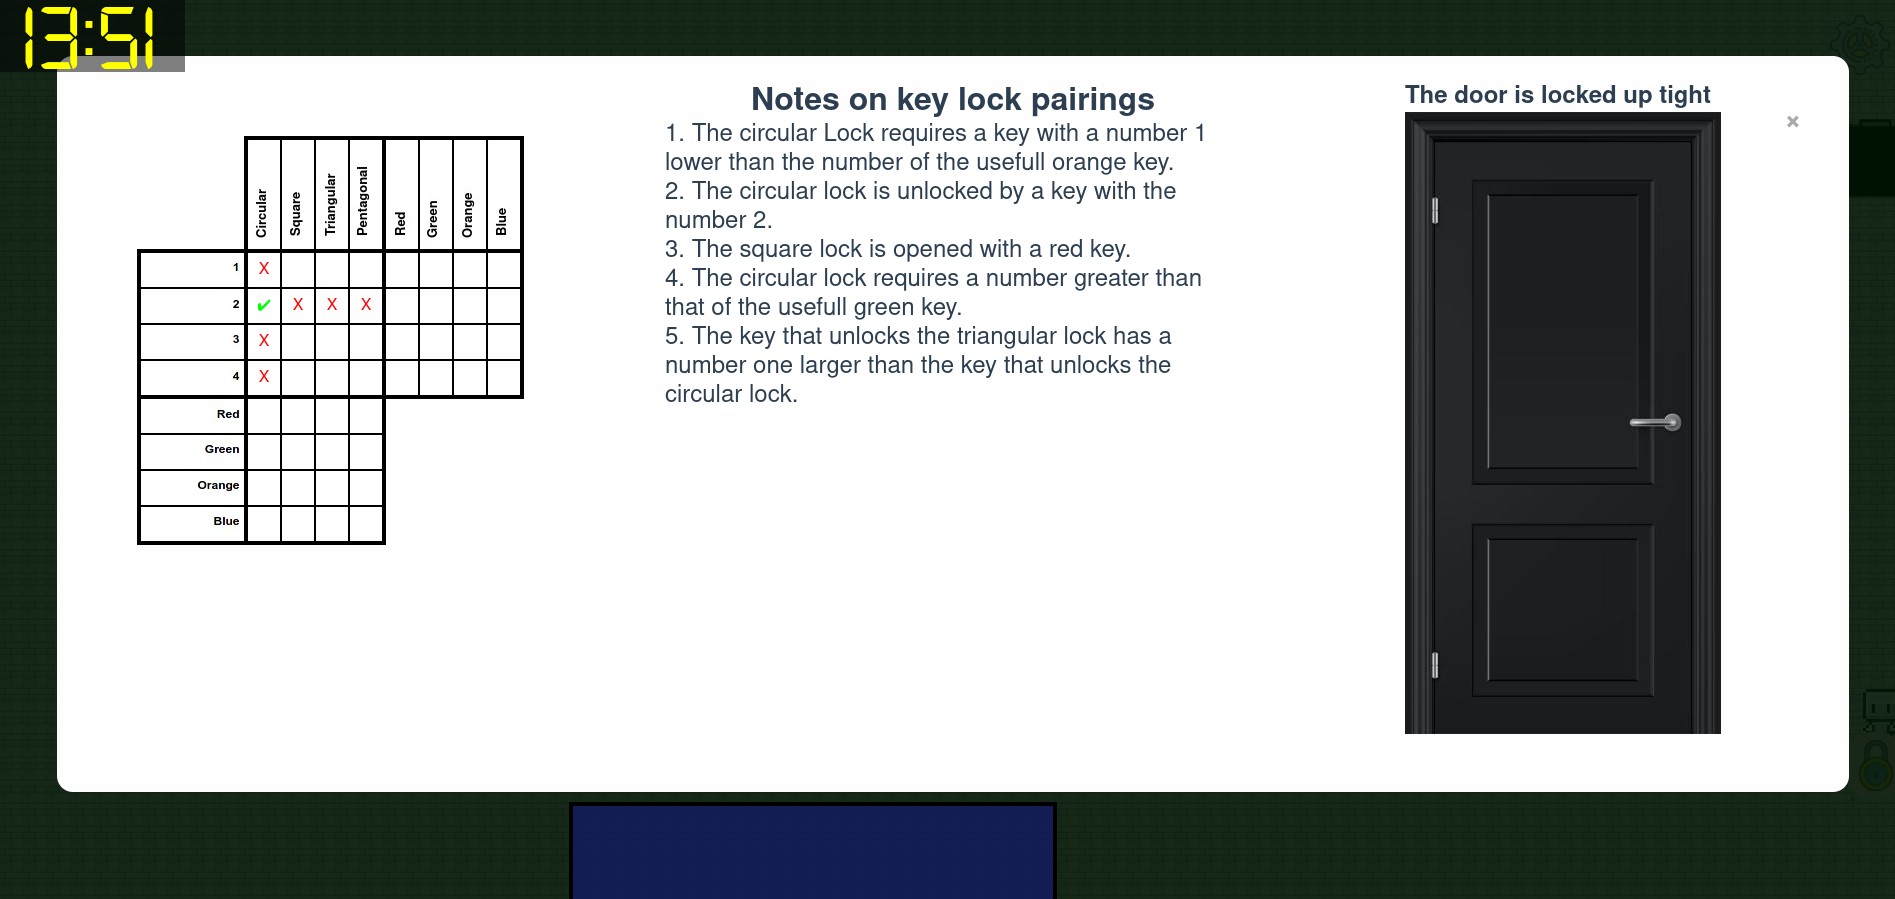 13:51
Notes on key lock pairings
1. The circular Lock requires a key with a number 1
lower than the number of the usefull orange key.
2. The circular lock is unlocked by a key with the
number 2.
3. The square lock is opened with a red key.
4. The circular lock requires a number greater than
that of the usefull green key.
5. The key that unlocks the triangular lock has a
number one larger than the key that unlocks the
circular lock.
The door is locked up tight
×
Circular Square Triangular Pentagonal Red Green Orange Blue
1 X
2 ✔ X X X
3 X
4 X
Red
Green
Orange
Blue